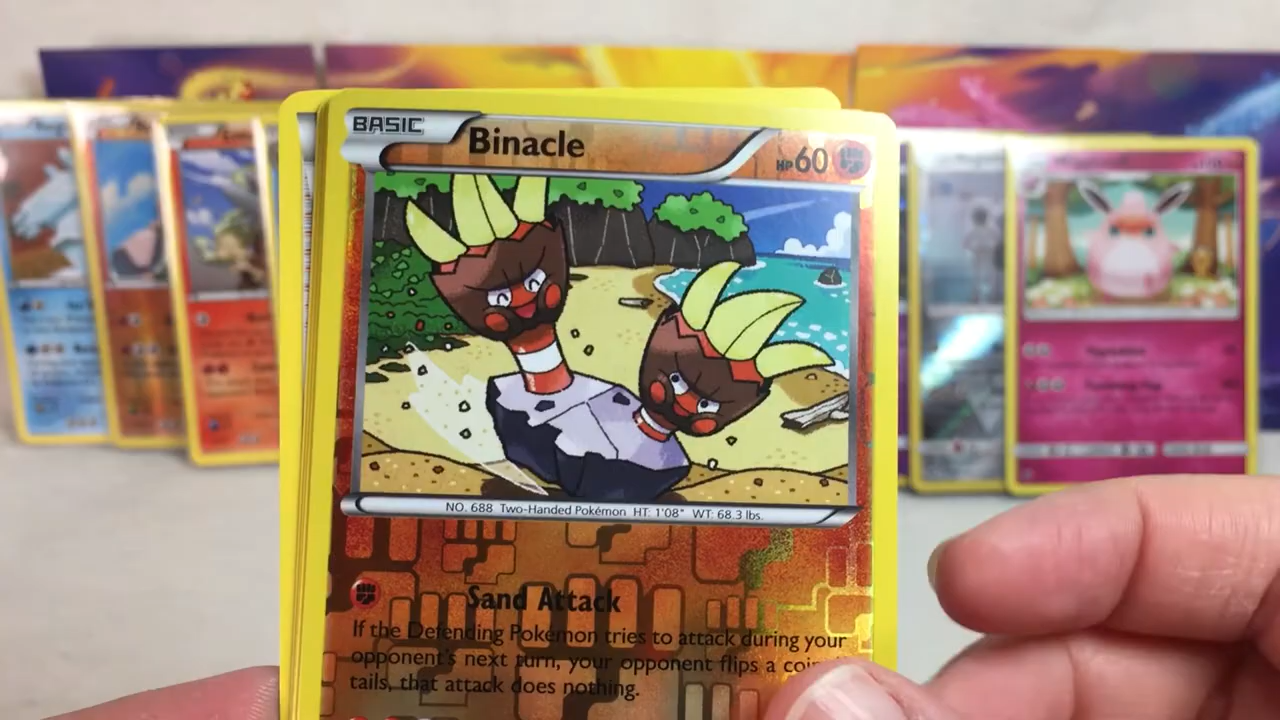 BASIC Binacle HP60
NO. 688 Two-Handed Pokémon HT: 1'08" WT: 68.3 lbs.
Sand Attack
If the Defending Pokémon tries to attack during your
opponent's next turn, your opponent flips a coin.
tails, that attack does nothing.